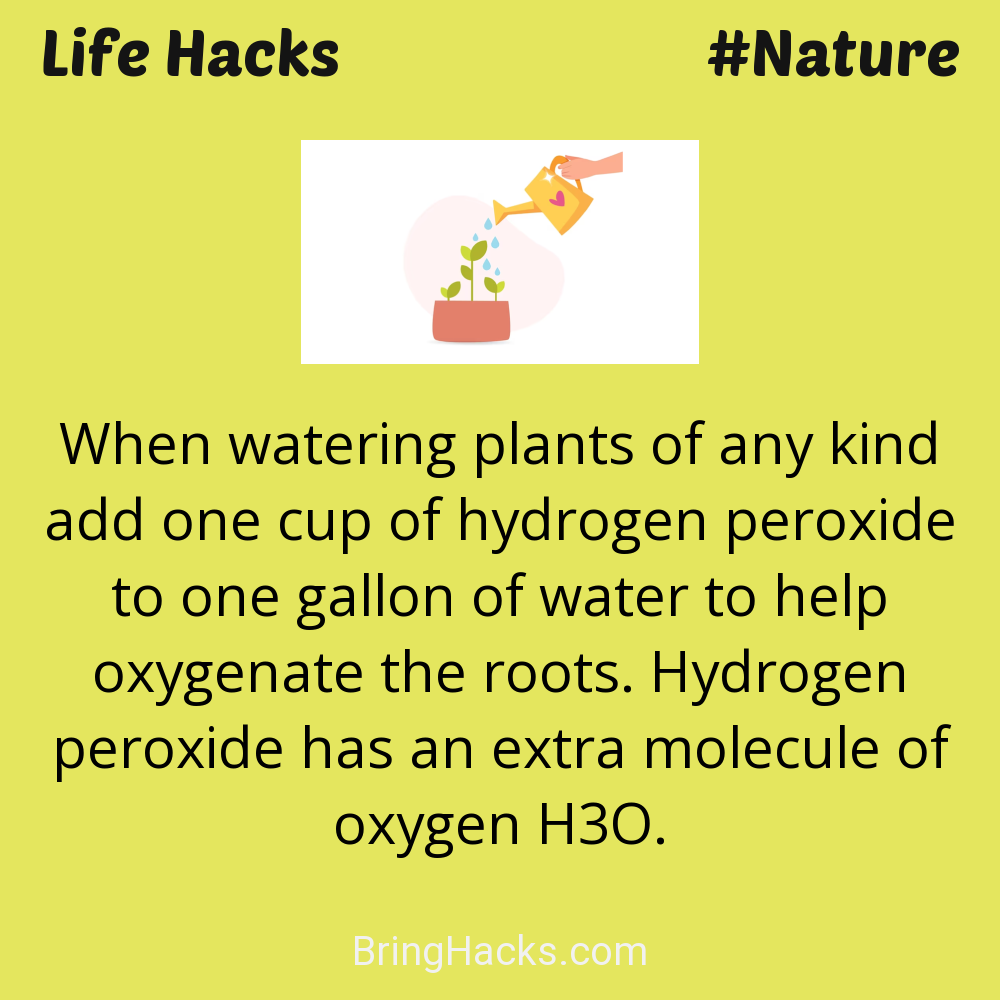 Life Hacks
#Nature
When watering plants of any kind
add one cup of hydrogen peroxide
to one gallon of water to help
oxygenate the roots. Hydrogen
peroxide has an extra molecule of
oxygen H3O.
BringHacks.com